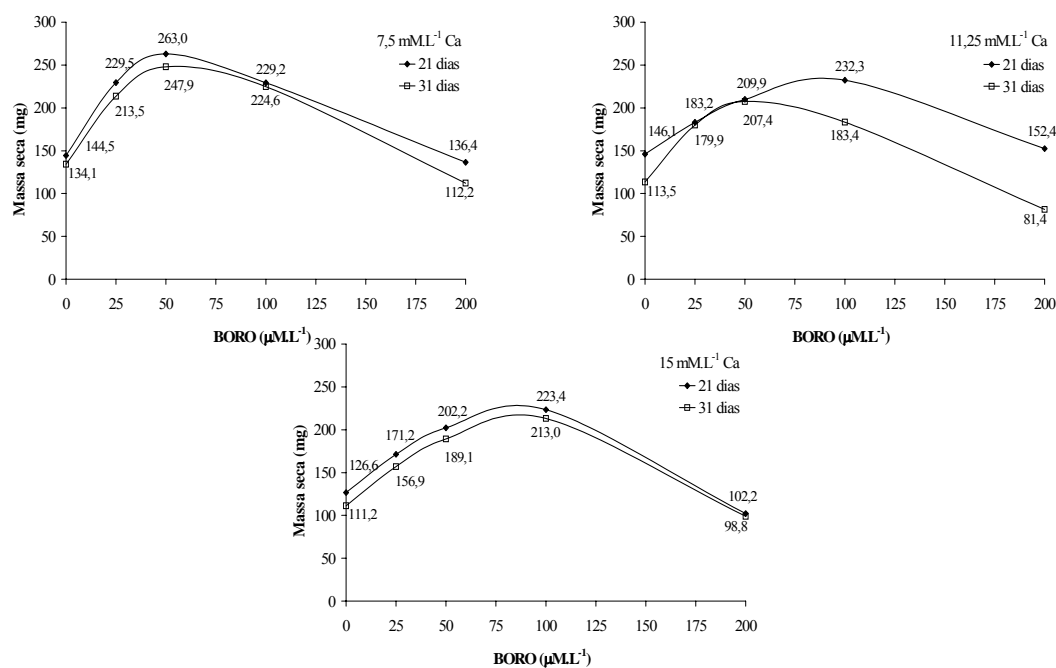 7,5 mM.L⁻¹ Ca
21 dias
31 dias
Massa seca (mg)
300
250
200
150
100
50
0
144,5
229,5
263,0
229,2
136,4
134,1
213,5
247,9
224,6
112,2
0 25 50 75 100 125 150 175 200
BORO (μM.L⁻¹)
11,25 mM.L⁻¹ Ca
21 dias
31 dias
Massa seca (mg)
300
250
200
150
100
50
0
146,1
183,2
209,9
232,3
152,4
113,5
179,9
207,4
183,4
81,4
0 25 50 75 100 125 150 175 200
BORO (μM.L⁻¹)
15 mM.L⁻¹ Ca
21 dias
31 dias
Massa seca (mg)
300
250
200
150
100
50
0
126,6
171,2
202,2
223,4
102,2
111,2
156,9
189,1
213,0
98,8
0 25 50 75 100 125 150 175 200
BORO (μM.L⁻¹)